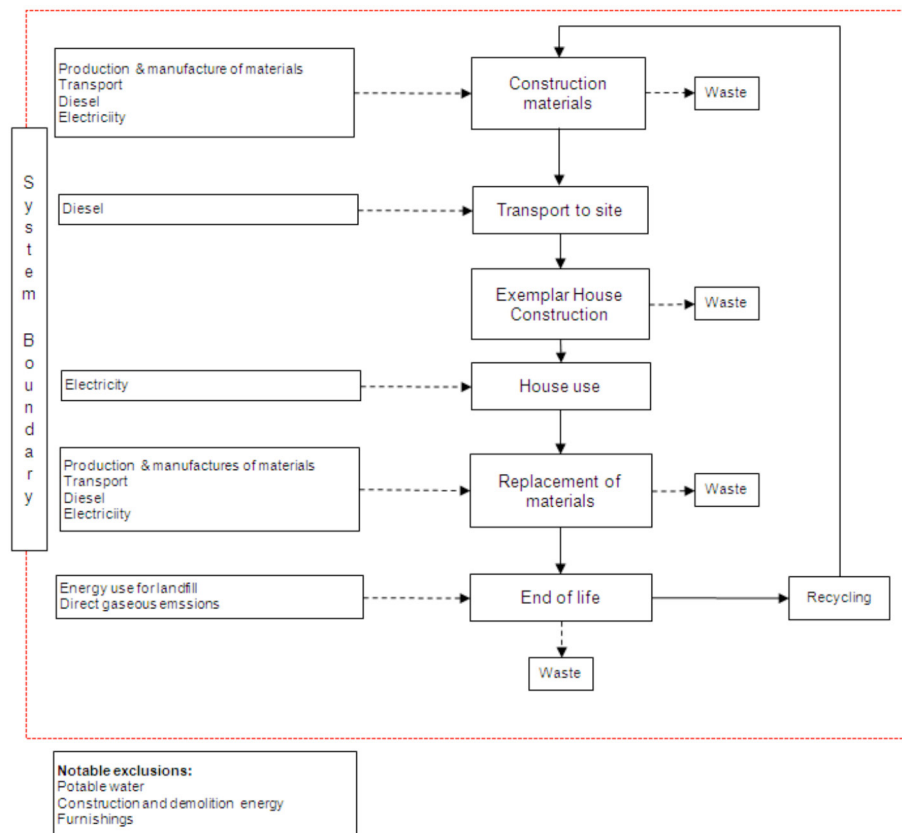 Production & manufacture of materials
Transport
Diesel
Electriciity
Construction
materials
Waste
System Boundary
Diesel
Transport to site
Exemplar House
Construction
Waste
Electricity
House use
Production & manufactures of materials
Transport
Diesel
Electriciity
Replacement of
materials
Waste
Energy use for landfill
Direct gaseous emssions
End of life
Recycling
Waste
Notable exclusions:
Potable water
Construction and demolition energy
Furnishings